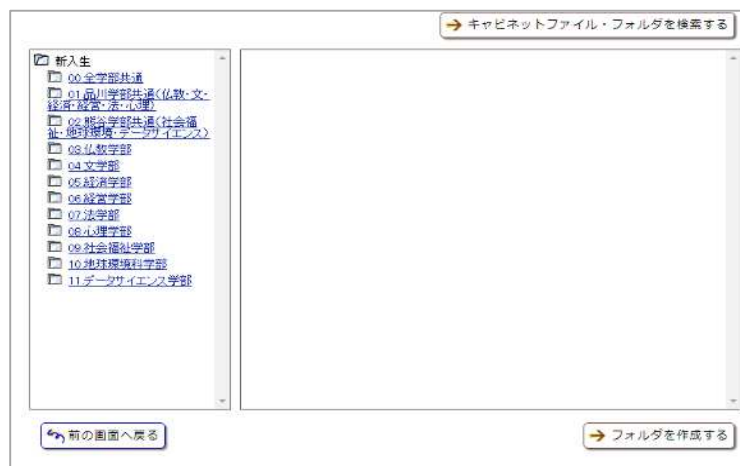 キャビネットファイル・フォルダを検索する
新入生
00.全学部共通
01.品川学部共通(仏教・文・
経済・経営・法・心理)
02.熊谷学部共通(社会福
祉・地球環境・データサイエンス)
03.仏教学部
04.文学部
05.経済学部
06.経営学部
07.法学部
08.心理学部
09.社会福祉学部
10.地球環境科学部
11.データサイエンス学部
前の画面へ戻る
フォルダを作成する